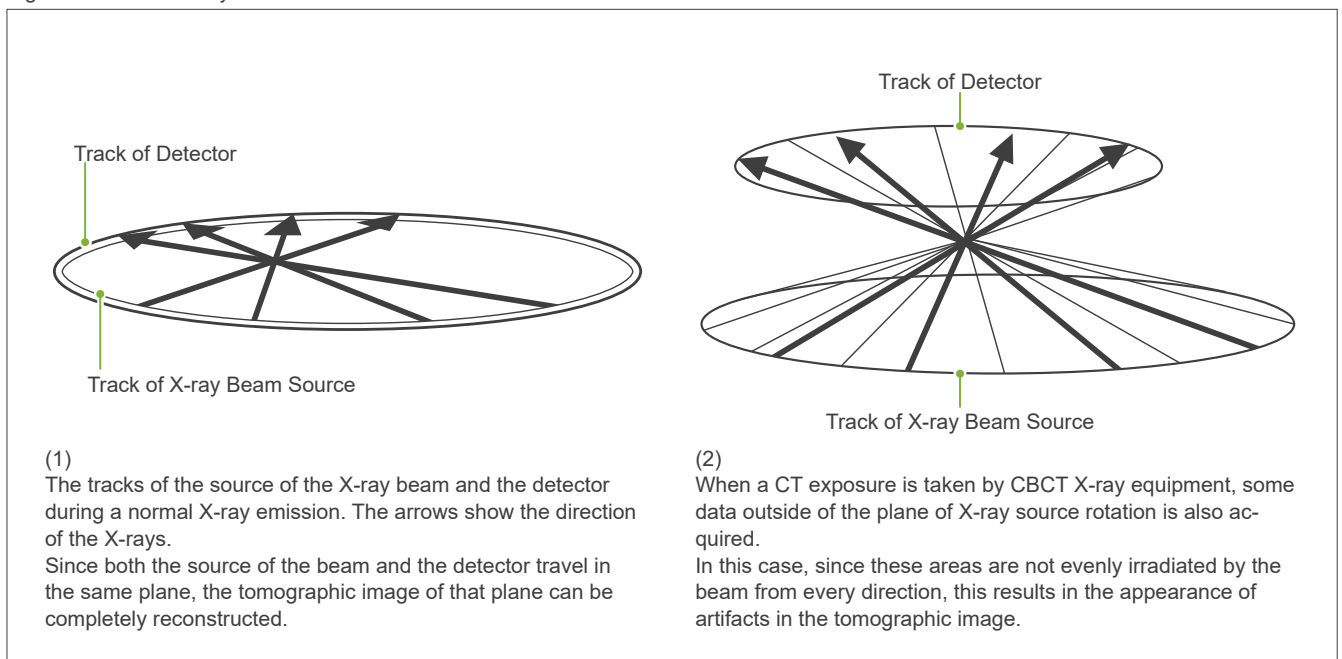 Track of Detector
Track of X-ray Beam Source
(1)
The tracks of the source of the X-ray beam and the detector
during a normal X-ray emission. The arrows show the direction
of the X-rays.
Since both the source of the beam and the detector travel in
the same plane, the tomographic image of that plane can be
completely reconstructed.
Track of Detector
Track of X-ray Beam Source
(2)
When a CT exposure is taken by CBCT X-ray equipment, some
data outside of the plane of X-ray source rotation is also ac-
quired.
In this case, since these areas are not evenly irradiated by the
beam from every direction, this results in the appearance of
artifacts in the tomographic image.